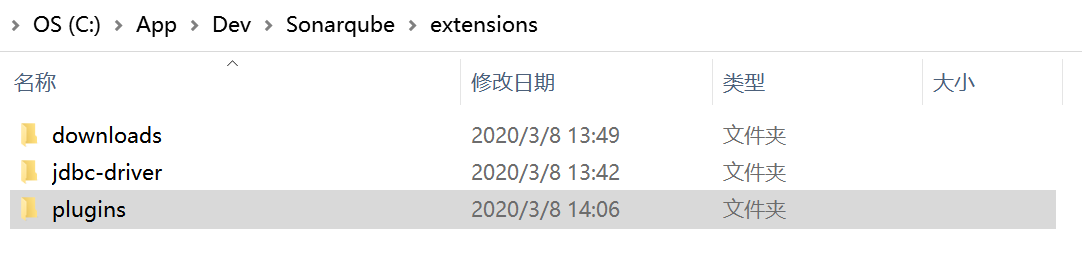 OS (C:) > App > Dev > Sonarqube > extensions
名称 修改日期 类型 大小
downloads 2020/3/8 13:49 文件夹
jdbc-driver 2020/3/8 13:42 文件夹
plugins 2020/3/8 14:06 文件夹